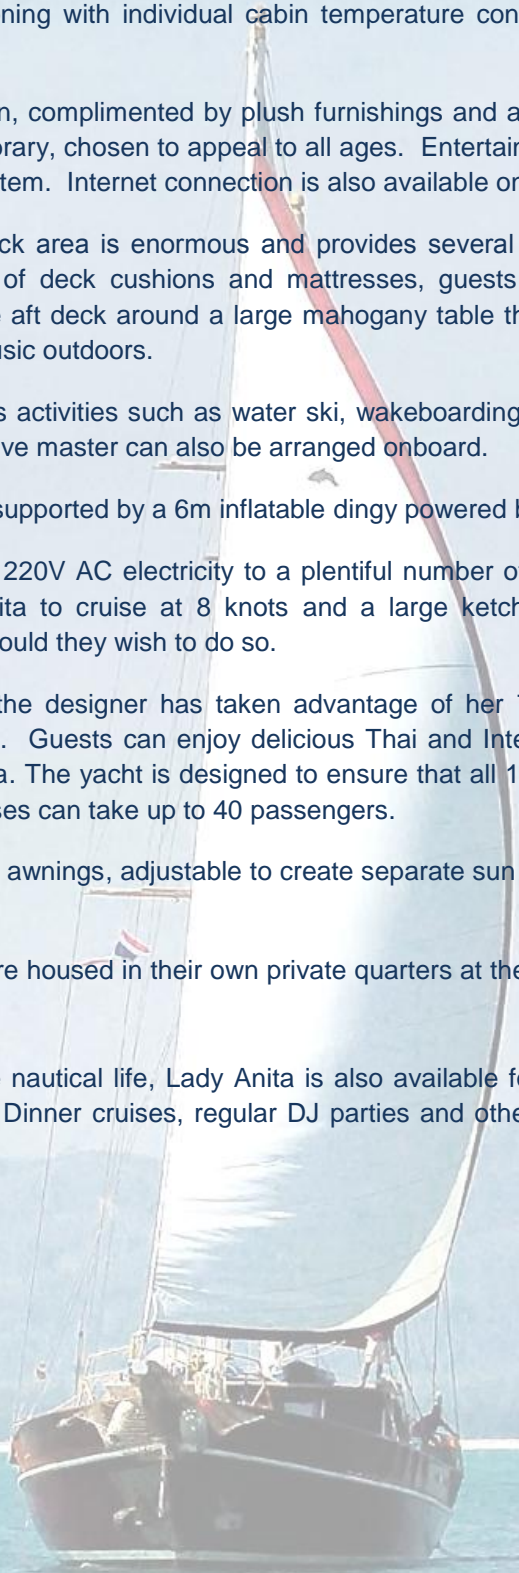 ning with individual cabin temperature con
n, complimented by plush furnishings and a
rary, chosen to appeal to all ages. Entertain
tem. Internet connection is also available on
ck area is enormous and provides several
of deck cushions and mattresses, guests
aft deck around a large mahogany table th
usic outdoors.
s activities such as water ski, wakeboarding
ve master can also be arranged onboard.
supported by a 6m inflatable dingy powered b
220V AC electricity to a plentiful number of
ita to cruise at 8 knots and a large ketch
ould they wish to do so.
the designer has taken advantage of her
. Guests can enjoy delicious Thai and Inte
a. The yacht is designed to ensure that all 1
ses can take up to 40 passengers.
awnings, adjustable to create separate sun
re housed in their own private quarters at the
nautical life, Lady Anita is also available fo
Dinner cruises, regular DJ parties and othe